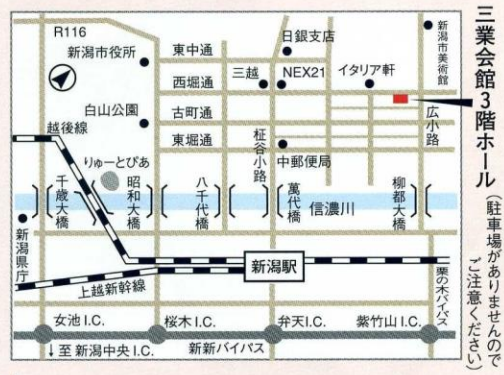 R116
新潟市役所
東中通
日銀支店
新潟市美術館
西堀通
三越
NEX21
イタリア軒
白山公園
古町通
広小路
越後線
東堀通
柾谷小路
中郵便局
りゅーとぴあ
千歳大橋
昭和大橋
八千代橋
萬代橋
信濃川
柳都大橋
新潟県庁
新潟駅
上越新幹線
栗の木バイパス
女池 I.C.
桜木 I.C.
弁天I.C.
紫竹山 I.C.
↓至 新潟中央 I.C.
新新バイパス
三業会館3階ホール
(駐車場がありませんので
ご注意ください)